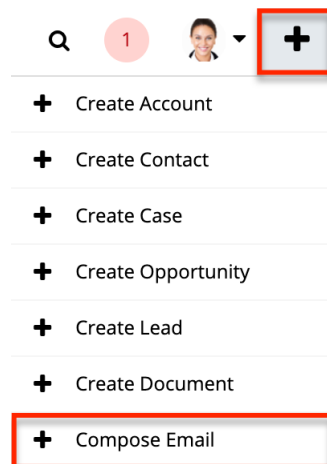 1
Create Account
Create Contact
Create Case
Create Opportunity
Create Lead
Create Document
Compose Email